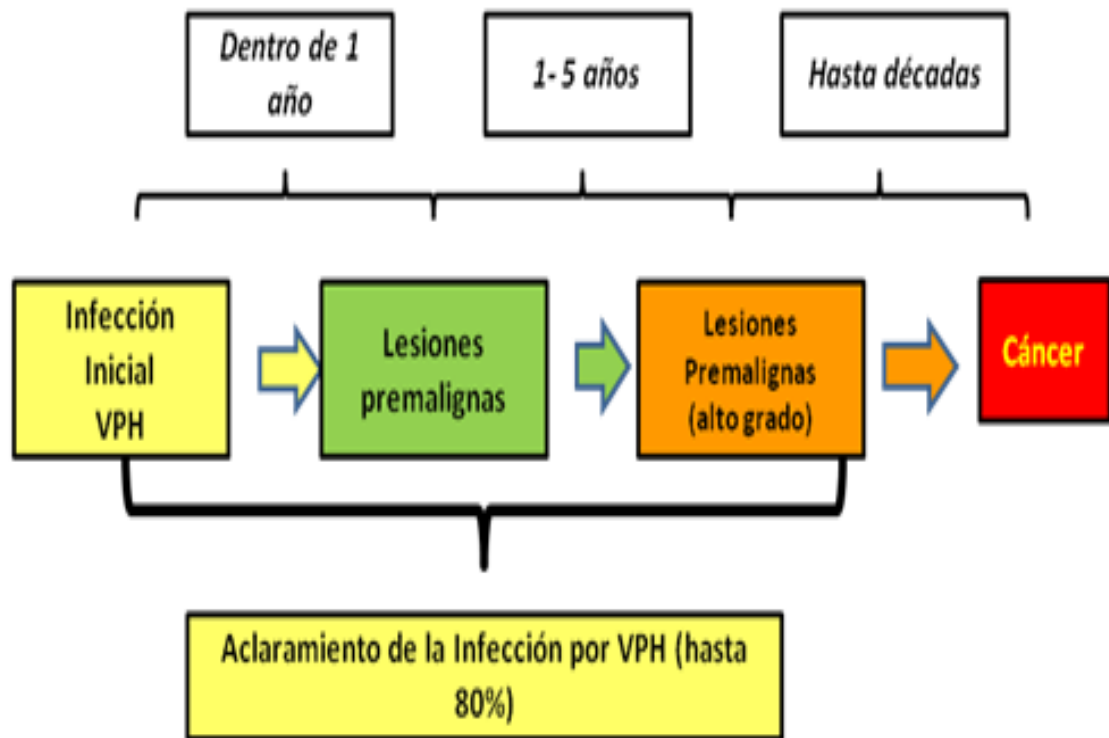 Dentro de 1
año
1- 5 años
Hasta décadas
Infección
Inicial
VPH
Lesiones
premalignas
Lesiones
Premalignas
(alto grado)
Cáncer
Aclaramiento de la Infección por VPH (hasta
80%)